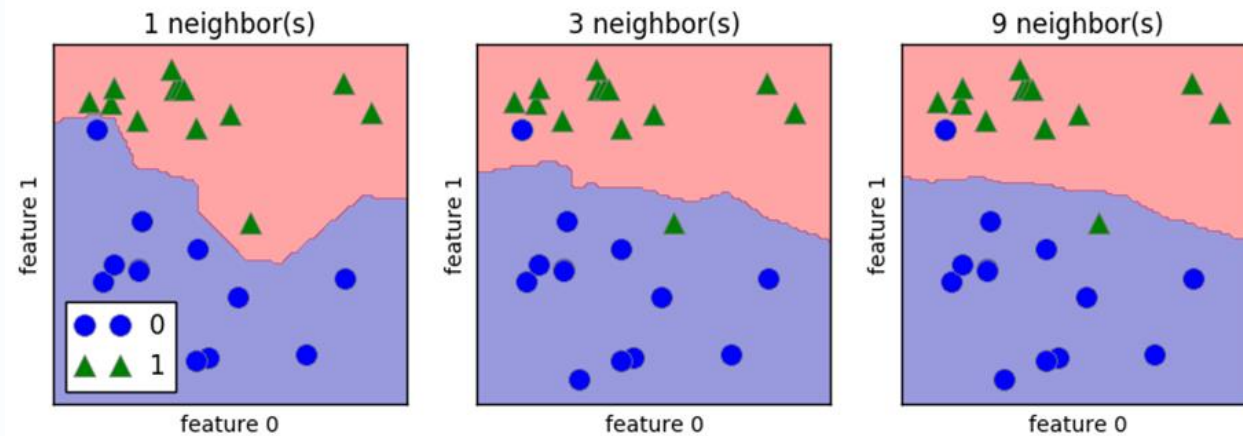 1 neighbor(s)
3 neighbor(s)
9 neighbor(s)
feature 1
feature 1
feature 1
0
1
feature 0
feature 0
feature 0